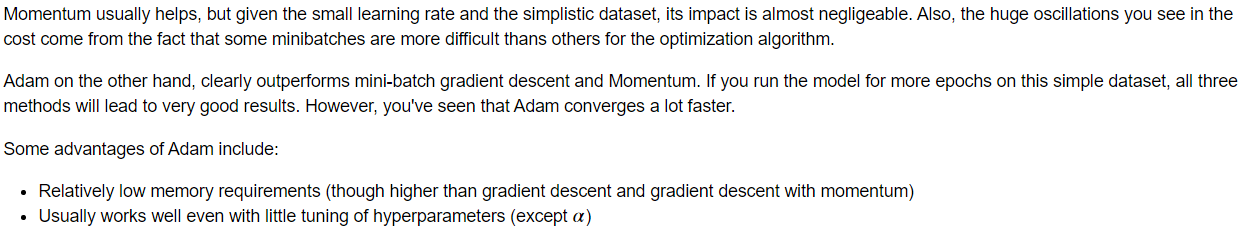 Momentum usually helps, but given the small learning rate and the simplistic dataset, its impact is almost negligeable. Also, the huge oscillations you see in the
cost come from the fact that some minibatches are more difficult thans others for the optimization algorithm.
Adam on the other hand, clearly outperforms mini-batch gradient descent and Momentum. If you run the model for more epochs on this simple dataset, all three
methods will lead to very good results. However, you've seen that Adam converges a lot faster.
Some advantages of Adam include:
• Relatively low memory requirements (though higher than gradient descent and gradient descent with momentum)
• Usually works well even with little tuning of hyperparameters (except α)